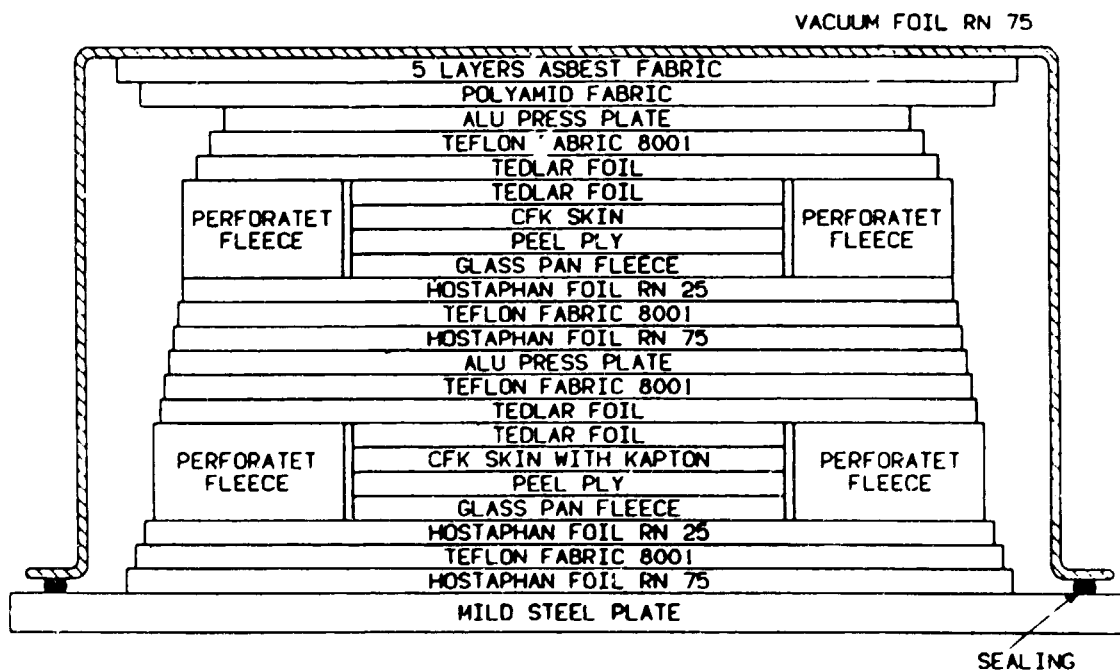 VACUUM FOIL RN 75
5 LAYERS ASBEST FABRIC
POLYAMID FABRIC
ALU PRESS PLATE
TEFLON FABRIC 8001
TEDLAR FOIL
TEDLAR FOIL
PERFORATET
FLEECE
CFK SKIN
PEEL PLY
GLASS PAN FLEECE
PERFORATET
FLEECE
HOSTAPHAN FOIL RN 25
TEFLON FABRIC 8001
HOSTAPHAN FOIL RN 75
ALU PRESS PLATE
TEFLON FABRIC 8001
TEDLAR FOIL
TEDLAR FOIL
PERFORATET
FLEECE
CFK SKIN WITH KAPTON
PEEL PLY
GLASS PAN FLEECE
PERFORATET
FLEECE
HOSTAPHAN FOIL RN 25
TEFLON FABRIC 8001
HOSTAPHAN FOIL RN 75
MILD STEEL PLATE
SEALING